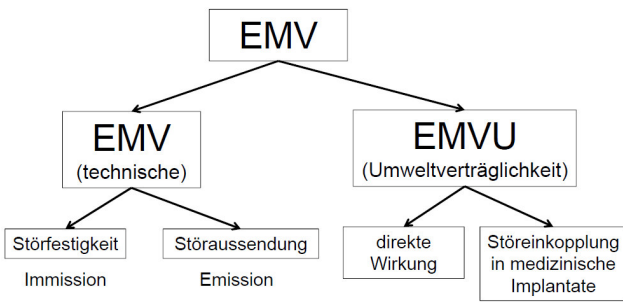 EMV
EMV
(technische)
EMVU
(Umweltverträglichkeit)
Störfestigkeit
Immission
Störaussendung
Emission
direkte
Wirkung
Störeinkopplung
in medizinische
Implantate